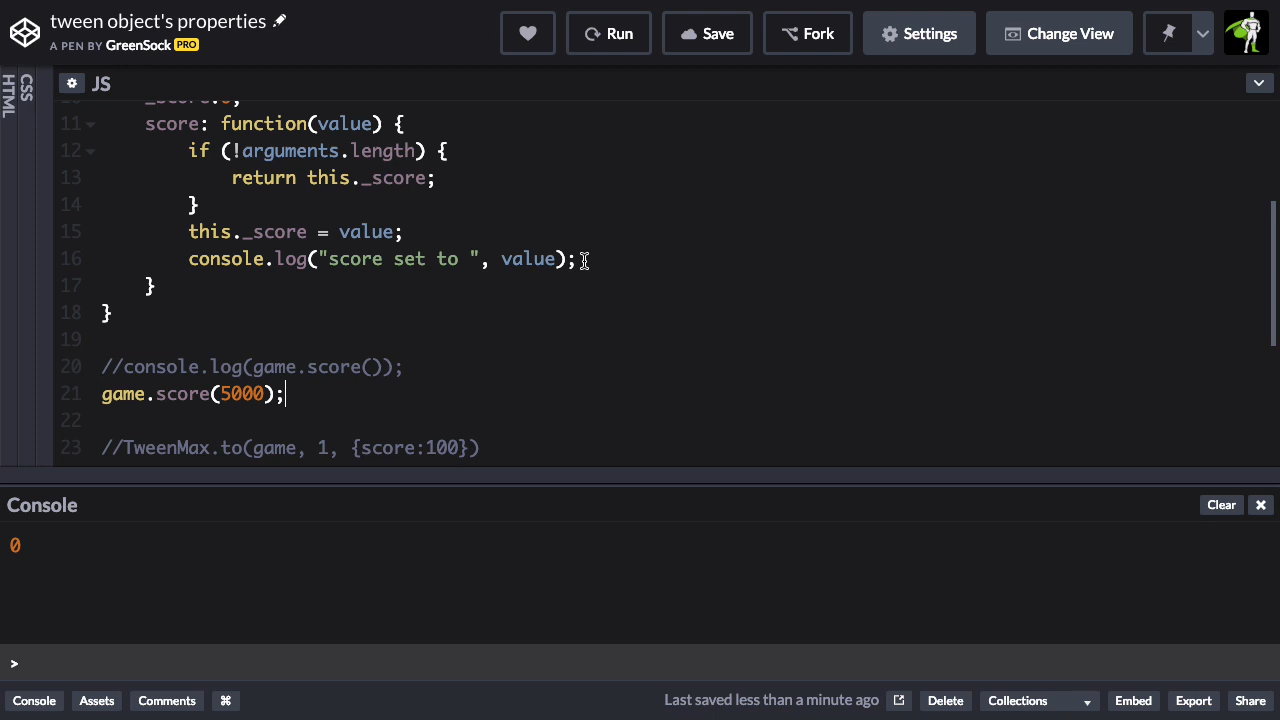 tween object's properties
A PEN BY GreenSock PRO
Run
Save
Fork
Settings
Change View
HTML
CSS
JS
11 score: function(value) {
12 if (!arguments.length) {
13 return this._score;
14 }
15 this._score = value;
16 console.log("score set to ", value);
17 }
18 }
19
20 //console.log(game.score());
21 game.score(5000);
22
23 //TweenMax.to(game, 1, {score:100})
Console
Clear
0
>
Console Assets Comments ⌘ Last saved less than a minute ago Delete Collections Embed Export Share